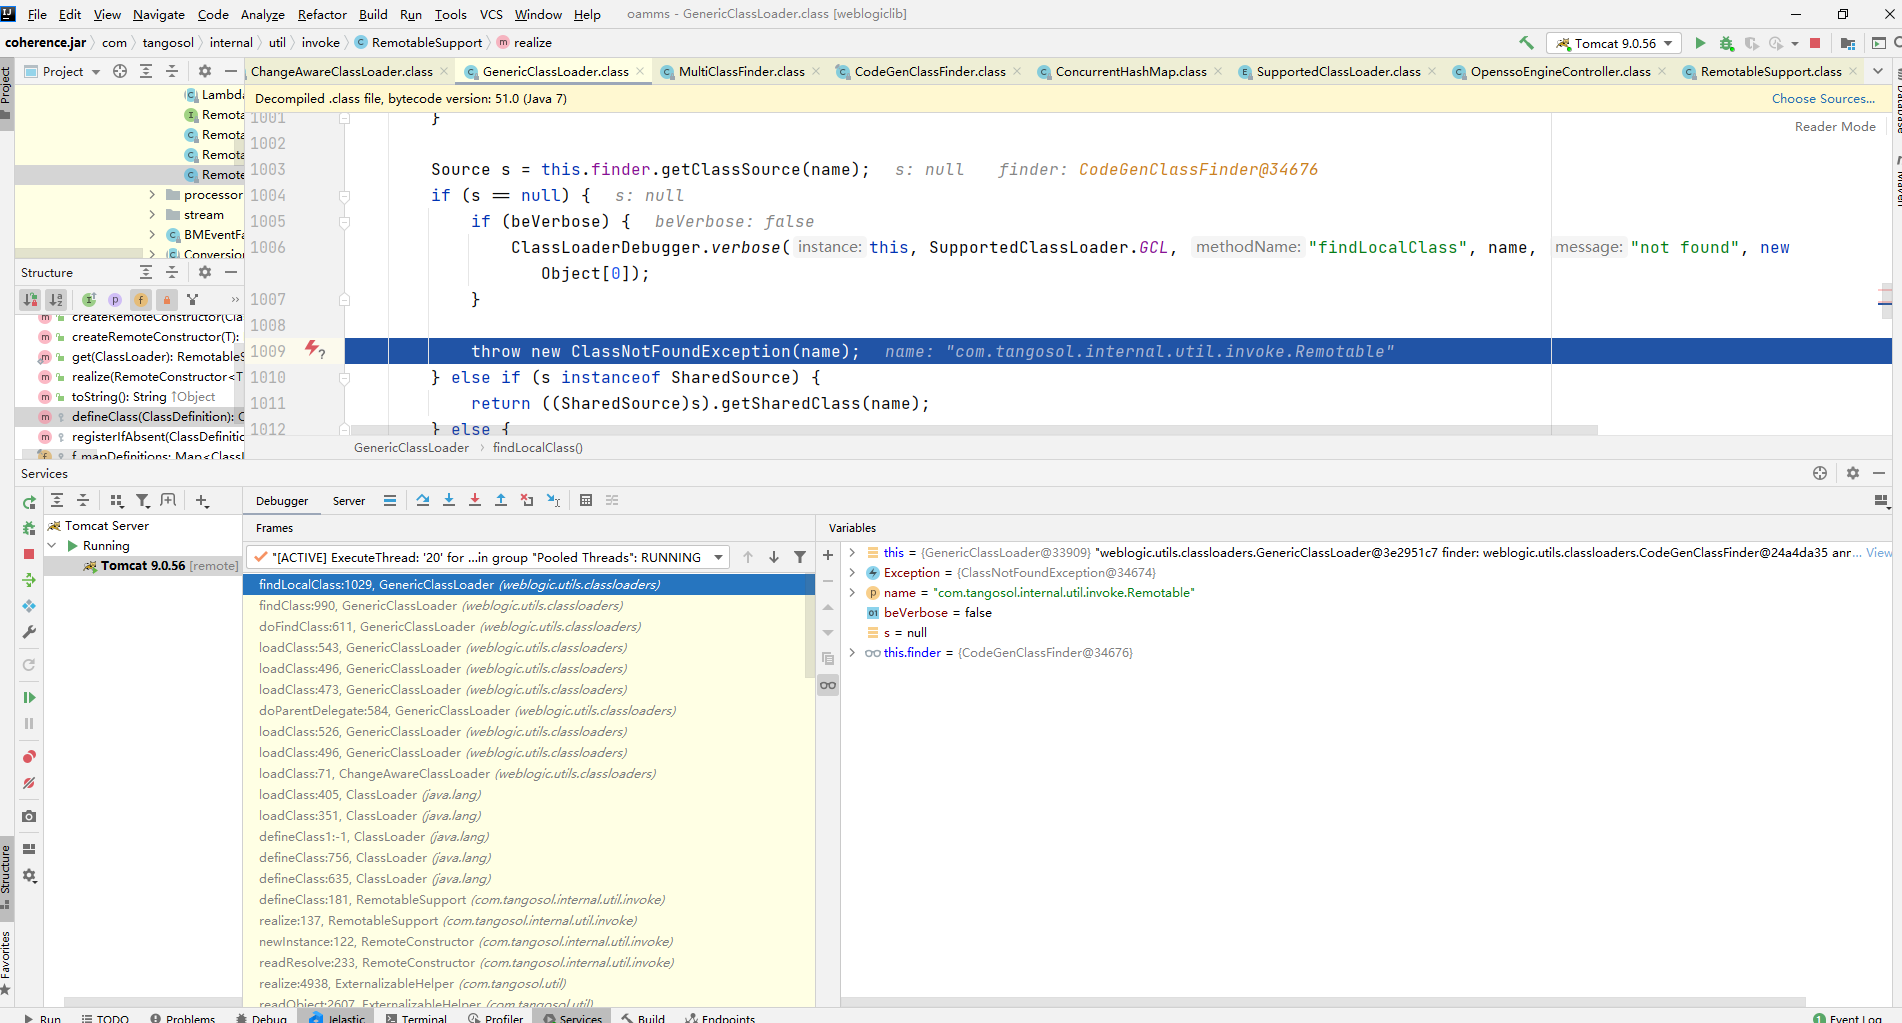 File Edit View Navigate Code Analyze Refactor Build Run Tools VCS Window Help oamms - GenericClassLoader.class [weblogiclib]
coherence.jar com tangosol internal util invoke RemotableSupport realize Tomcat 9.0.56
Project ChangeAwareClassLoader.class GenericClassLoader.class MultiClassFinder.class CodeGenClassFinder.class ConcurrentHashMap.class SupportedClassLoader.class OpenssoEngineController.class RemotableSupport.class
Project
Decompiled .class file, bytecode version: 51.0 (Java 7) Choose Sources...
Reader Mode
Lambda
Remota
Remota
Remota
Remote
processor
stream
BMEventFa
Conversion
1001 }
1002
1003 Source s = this.finder.getClassSource(name); s: null finder: CodeGenClassFinder@34676
1004 if (s == null) { s: null
1005 if (beVerbose) { beVerbose: false
1006 ClassLoaderDebugger.verbose( instance: this, SupportedClassLoader.GCL, methodName: "findLocalClass", name, message: "not found", new
Object[0]);
1007 }
1008
1009 throw new ClassNotFoundException(name); name: "com.tangosol.internal.util.invoke.Remotable"
1010 } else if (s instanceof SharedSource) {
1011 return ((SharedSource)s).getSharedClass(name);
1012 } else {
GenericClassLoader findLocalClass()
Structure
createRemoteConstructor(Cla
createRemoteConstructor(T):
get(ClassLoader): RemotableS
realize(RemoteConstructor<T
toString(): String ↑Object
defineClass(ClassDefinition): C
registerIfAbsent(ClassDefinitio
f mapDefinitions: Map<ClassI
Services
Debugger Server
Tomcat Server
Running
Tomcat 9.0.56 [remote]
Frames
"[ACTIVE] ExecuteThread: '20' for ...in group "Pooled Threads": RUNNING
findLocalClass:1029, GenericClassLoader (weblogic.utils.classloaders)
findClass:990, GenericClassLoader (weblogic.utils.classloaders)
doFindClass:611, GenericClassLoader (weblogic.utils.classloaders)
loadClass:543, GenericClassLoader (weblogic.utils.classloaders)
loadClass:496, GenericClassLoader (weblogic.utils.classloaders)
loadClass:473, GenericClassLoader (weblogic.utils.classloaders)
doParentDelegate:584, GenericClassLoader (weblogic.utils.classloaders)
loadClass:526, GenericClassLoader (weblogic.utils.classloaders)
loadClass:496, GenericClassLoader (weblogic.utils.classloaders)
loadClass:71, ChangeAwareClassLoader (weblogic.utils.classloaders)
loadClass:405, ClassLoader (java.lang)
loadClass:351, ClassLoader (java.lang)
defineClass1:-1, ClassLoader (java.lang)
defineClass:756, ClassLoader (java.lang)
defineClass:635, ClassLoader (java.lang)
defineClass:181, RemotableSupport (com.tangosol.internal.util.invoke)
realize:137, RemotableSupport (com.tangosol.internal.util.invoke)
newInstance:122, RemoteConstructor (com.tangosol.internal.util.invoke)
readResolve:233, RemoteConstructor (com.tangosol.internal.util.invoke)
realize:4938, ExternalizableHelper (com.tangosol.util)
readObject:2607, ExternalizableHelper (com.tangosol.util)
Variables
this = {GenericClassLoader@33909} "weblogic.utils.classloaders.GenericClassLoader@3e2951c7 finder: weblogic.utils.classloaders.CodeGenClassFinder@24a4da35 anr... View
Exception = {ClassNotFoundException@34674}
name = "com.tangosol.internal.util.invoke.Remotable"
beVerbose = false
s = null
this.finder = {CodeGenClassFinder@34676}
Structure
Favorites
Database
Maven
Run TODO Problems Debug Jelastic Terminal Profiler Services Build Endpoints 1 Event Log